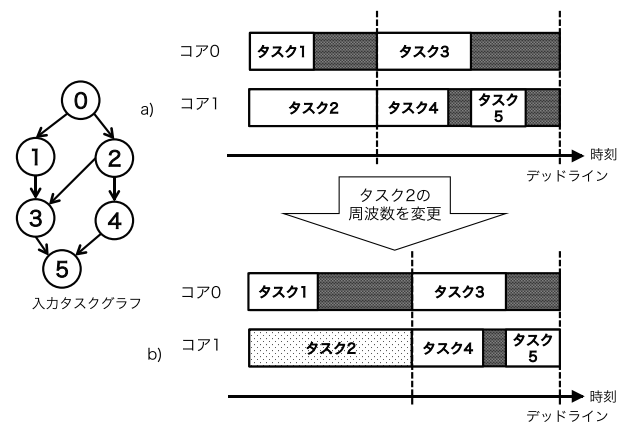 0
1
2
3
4
5
入力タスクグラフ
a)
コア0
タスク1
タスク3
コア1
タスク2
タスク4
タスク
5
時刻
デッドライン
タスク2の
周波数を変更
b)
コア0
タスク1
タスク3
コア1
タスク2
タスク4
タスク
5
時刻
デッドライン